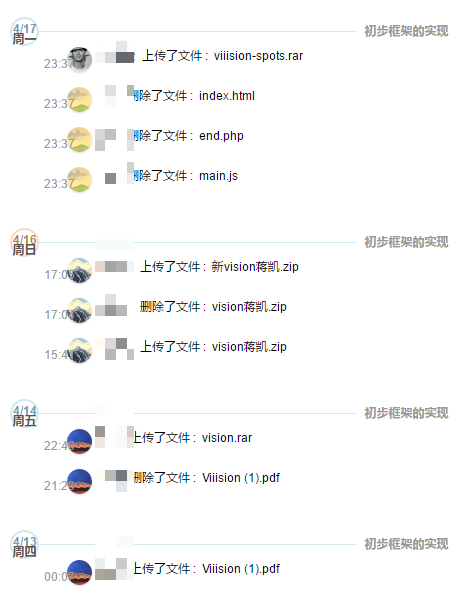 4/17 初步框架的实现
周一
上传了文件： viiision-spots.rar
23:37
删除了文件： index.html
23:37
删除了文件： end.php
23:37
删除了文件： main.js
23:37
4/16 初步框架的实现
周日
上传了文件： 新vision蒋凯.zip
17:0
删除了文件： vision蒋凯.zip
17:0
上传了文件： vision蒋凯.zip
15:4
4/14 初步框架的实现
周五
上传了文件： vision.rar
22:4
删除了文件： Viiision (1).pdf
21:2
4/13 初步框架的实现
周四
上传了文件： Viiision (1).pdf
00:0